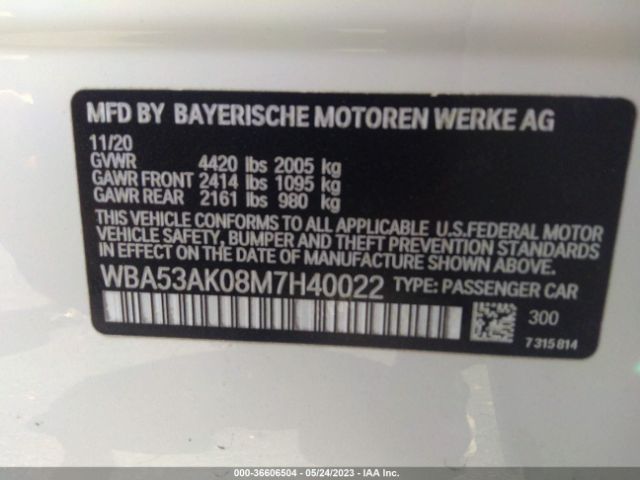 MFD BY BAYERISCHE MOTOREN WERKE AG
11/20
GVWR 4420 lbs 2005 kg
GAWR FRONT 2414 lbs 1095 kg
GAWR REAR 2161 lbs 980 kg
THIS VEHICLE CONFORMS TO ALL APPLICABLE U.S.FEDERAL MOTOR
VEHICLE SAFETY, BUMPER AND THEFT PREVENTION STANDARDS
IN EFFECT ON THE DATE OF MANUFACTURE SHOWN ABOVE
WBA53AK08M7H40022 TYPE: PASSENGER CAR
300
7315814
000-36606504 — 05/24/2023 — IAA Inc.